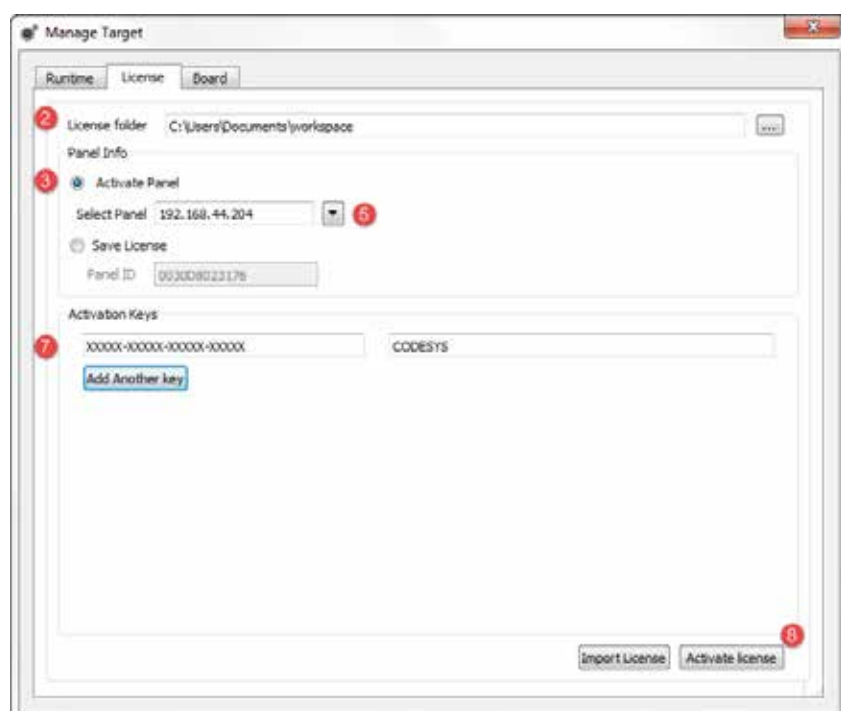 Manage Target
Runtime License Board
2 License folder C:\Users\Documents\workspace ...
Panel Info
3 Activate Panel
Select Panel 192.168.44.204 6
Save License
Panel ID 0030D8023176
Activation Keys
7 XXXXX-XXXXX-XXXXX-XXXXX CODESYS
Add Another key
8
Import License Activate license